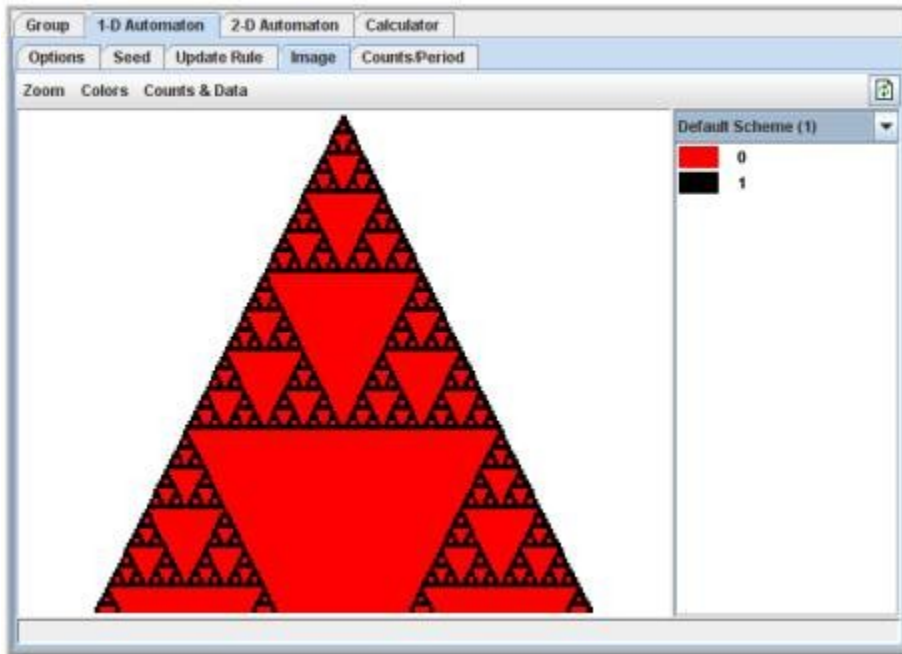 Group 1-D Automaton 2-D Automaton Calculator
Options Seed Update Rule Image Counts/Period
Zoom Colors Counts & Data
Default Scheme (1)
0
1